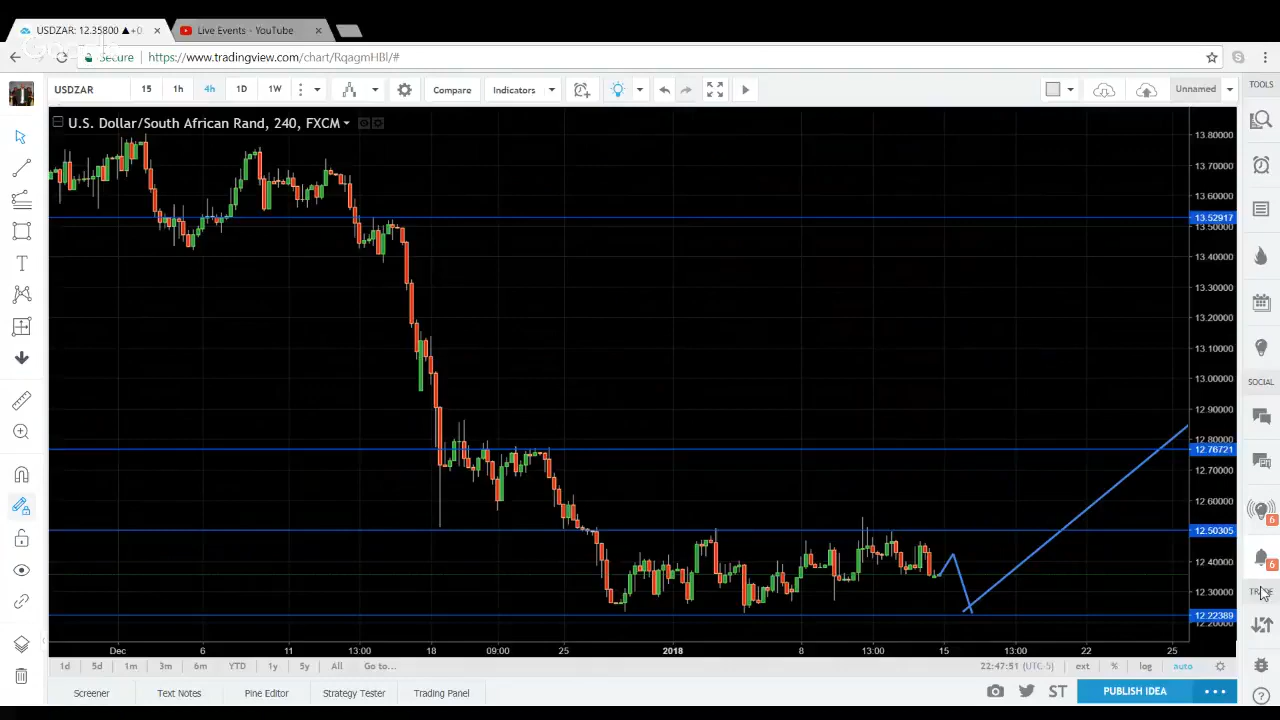 USDZAR: 12.35800 ▲+0
Live Events - YouTube
Secure https://www.tradingview.com/chart/RqagmHBl/#
USDZAR 15 1h 4h 1D 1W Compare Indicators Unnamed
TOOLS
U.S. Dollar/South African Rand, 240, FXCM
13.80000
13.70000
13.60000
13.52917
13.50000
13.40000
13.30000
13.20000
13.10000
13.00000
12.90000
12.80000
12.76721
12.70000
12.60000
12.50305
12.40000
12.30000
12.22389
12.20000
SOCIAL
6
6
Dec 6 11 13:00 18 09:00 25 2018 8 13:00 15 13:00 22 25
1d 5d 1m 3m 6m YTD 1y 5y All Go to... 22:47:51 (UTC-5) ext % log auto
Screener Text Notes Pine Editor Strategy Tester Trading Panel ST PUBLISH IDEA